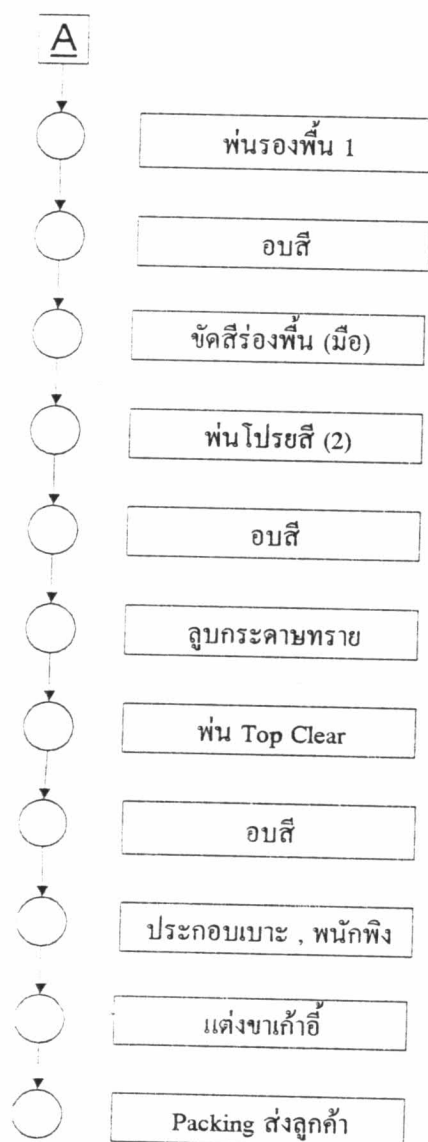 A
พ่นรองพื้น 1
อบสี
ขัดสีร่องพื้น (มือ)
พ่นโปรยสี (2)
อบสี
ลูบกระดาษทราย
พ่น Top Clear
อบสี
ประกอบเบาะ , พนักพิง
แต่งขาเก้าอี้
Packing ส่งลูกค้า